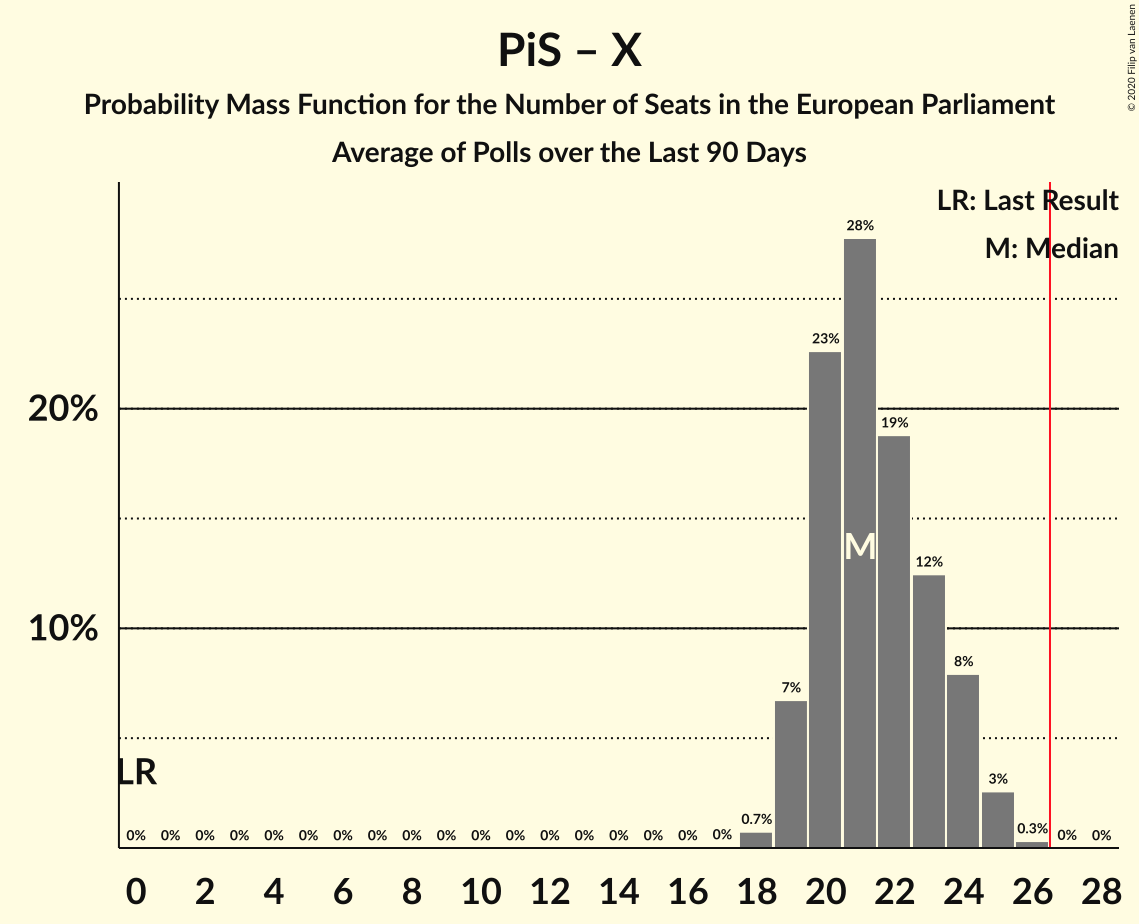 PiS – X
Probability Mass Function for the Number of Seats in the European Parliament
Average of Polls over the Last 90 Days
© 2020 Filip van Laenen
LR: Last Result
M: Median
28%
23%
20%
19%
M
12%
10%
8%
7%
LR
3%
0% 0% 0% 0% 0% 0% 0% 0% 0% 0% 0% 0% 0% 0% 0% 0% 0% 0% 0.7% 0.3% 0% 0%
0 2 4 6 8 10 12 14 16 18 20 22 24 26 28